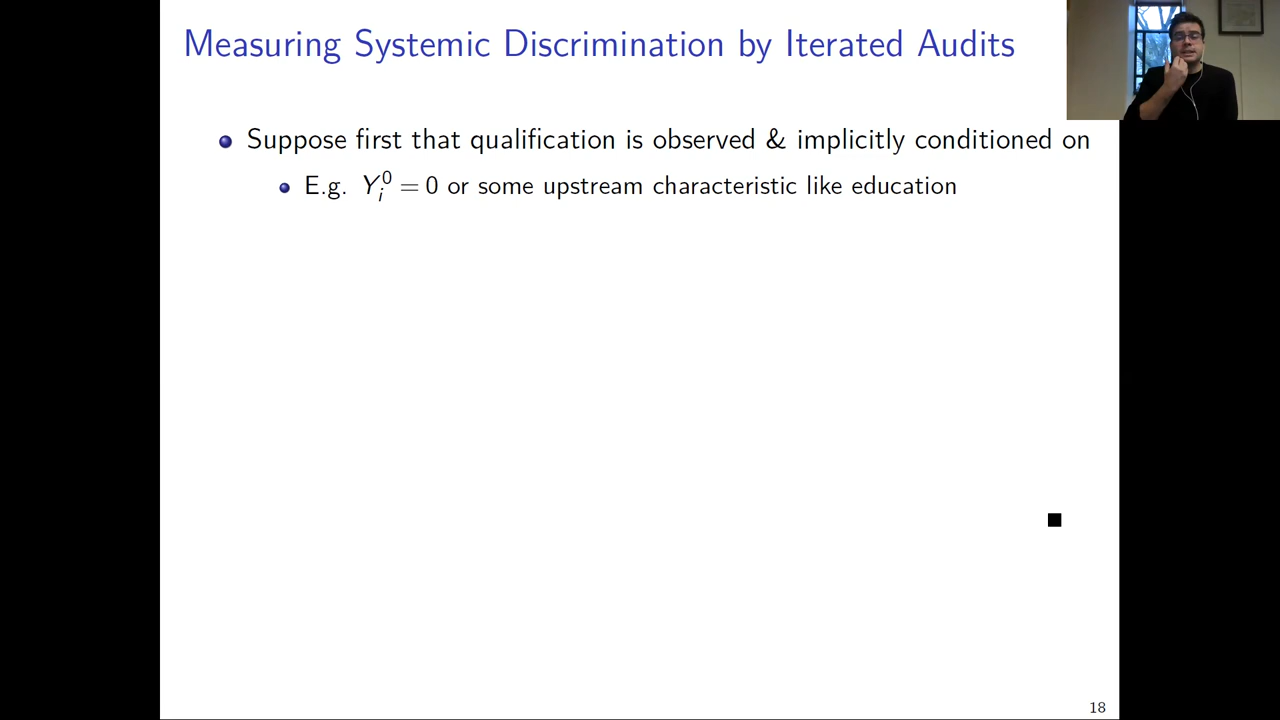 Measuring Systemic Discrimination by Iterated Audits
Suppose first that qualification is observed & implicitly conditioned on
E.g. Y_i^0 = 0 or some upstream characteristic like education
18